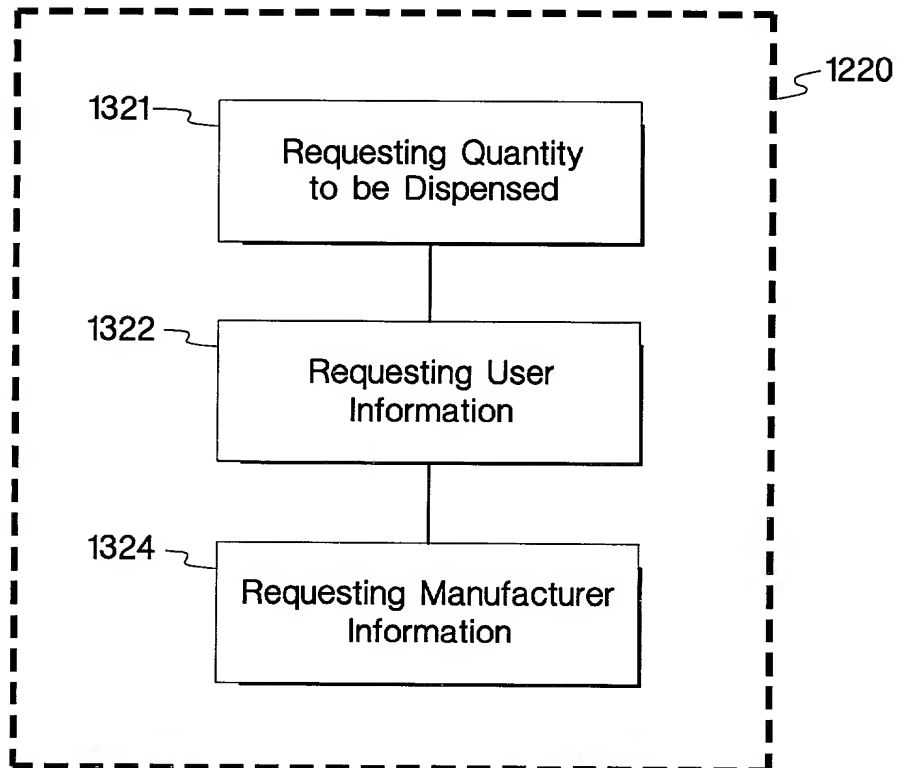 1220
1321
Requesting Quantity
to be Dispensed
1322
Requesting User
Information
1324
Requesting Manufacturer
Information